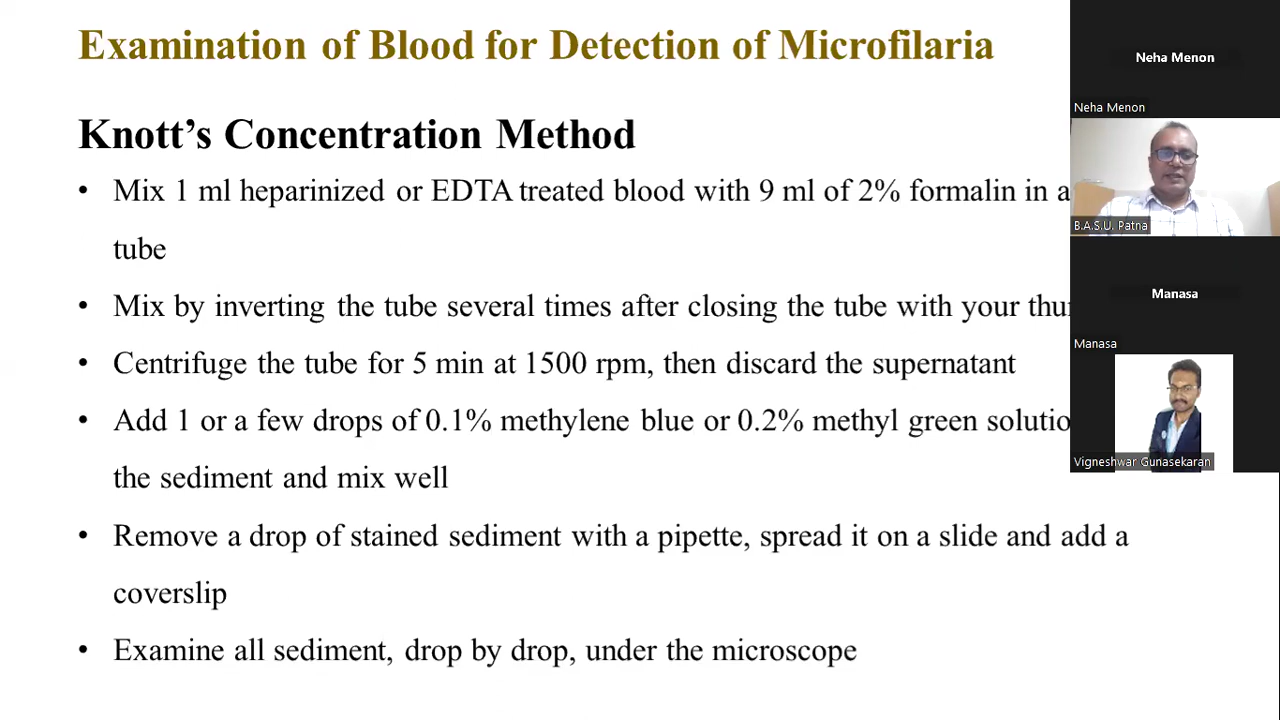 Examination of Blood for Detection of Microfilaria
Knott's Concentration Method
• Mix 1 ml heparinized or EDTA treated blood with 9 ml of 2% formalin in a
tube
• Mix by inverting the tube several times after closing the tube with your
• Centrifuge the tube for 5 min at 1500 rpm, then discard the supernatant
• Add 1 or a few drops of 0.1% methylene blue or 0.2% methyl green
the sediment and mix well
• Remove a drop of stained sediment with a pipette, spread it on a slide and add a
coverslip
• Examine all sediment, drop by drop, under the microscope
Neha Menon
Neha Menon
B.A.S.U. Patna
Manasa
Manasa
Vigneshwar Gunasekaran